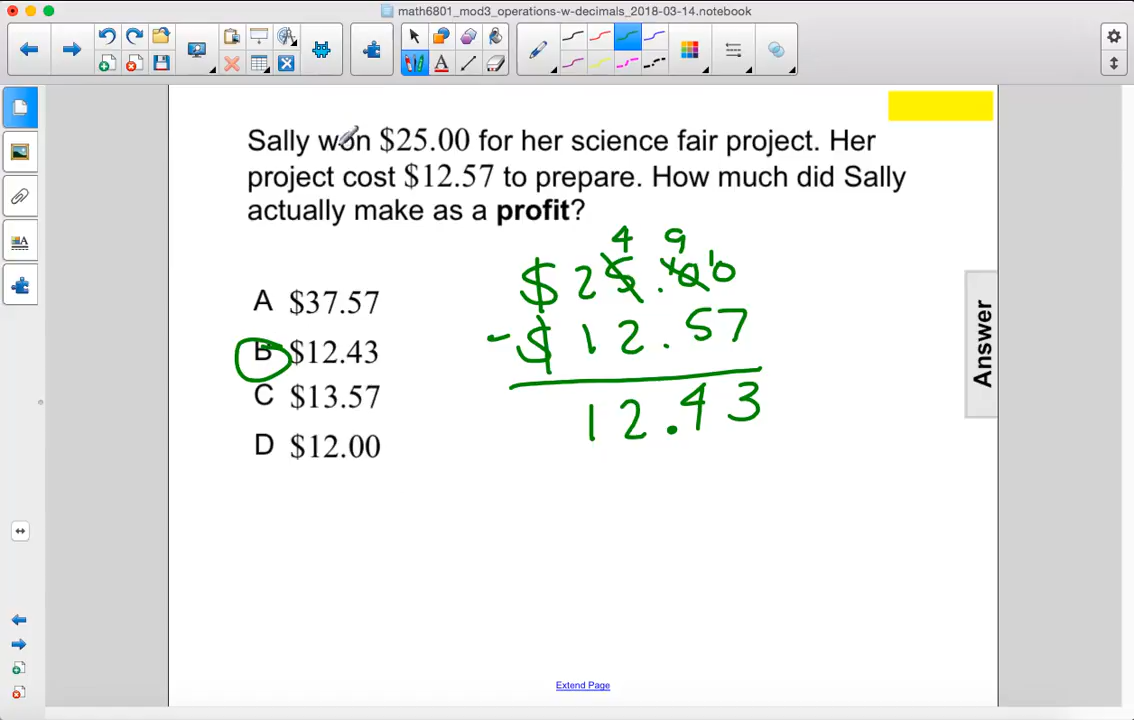 math6801_mod3_operations-w-decimals_2018-03-14.notebook
A
Sally won $25.00 for her science fair project. Her
project cost $12.57 to prepare. How much did Sally
actually make as a profit?
4 9
$25.00
- $12.57
12.43
A $37.57
B $12.43
C $13.57
D $12.00
Answer
Extend Page